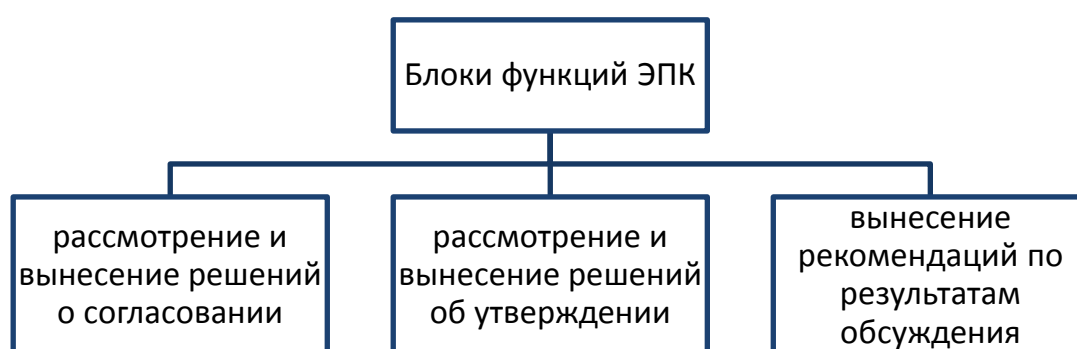 Блоки функций ЭПК
рассмотрение и
вынесение решений
о согласовании
рассмотрение и
вынесение решений
об утверждении
вынесение
рекомендаций по
результатам
обсуждения